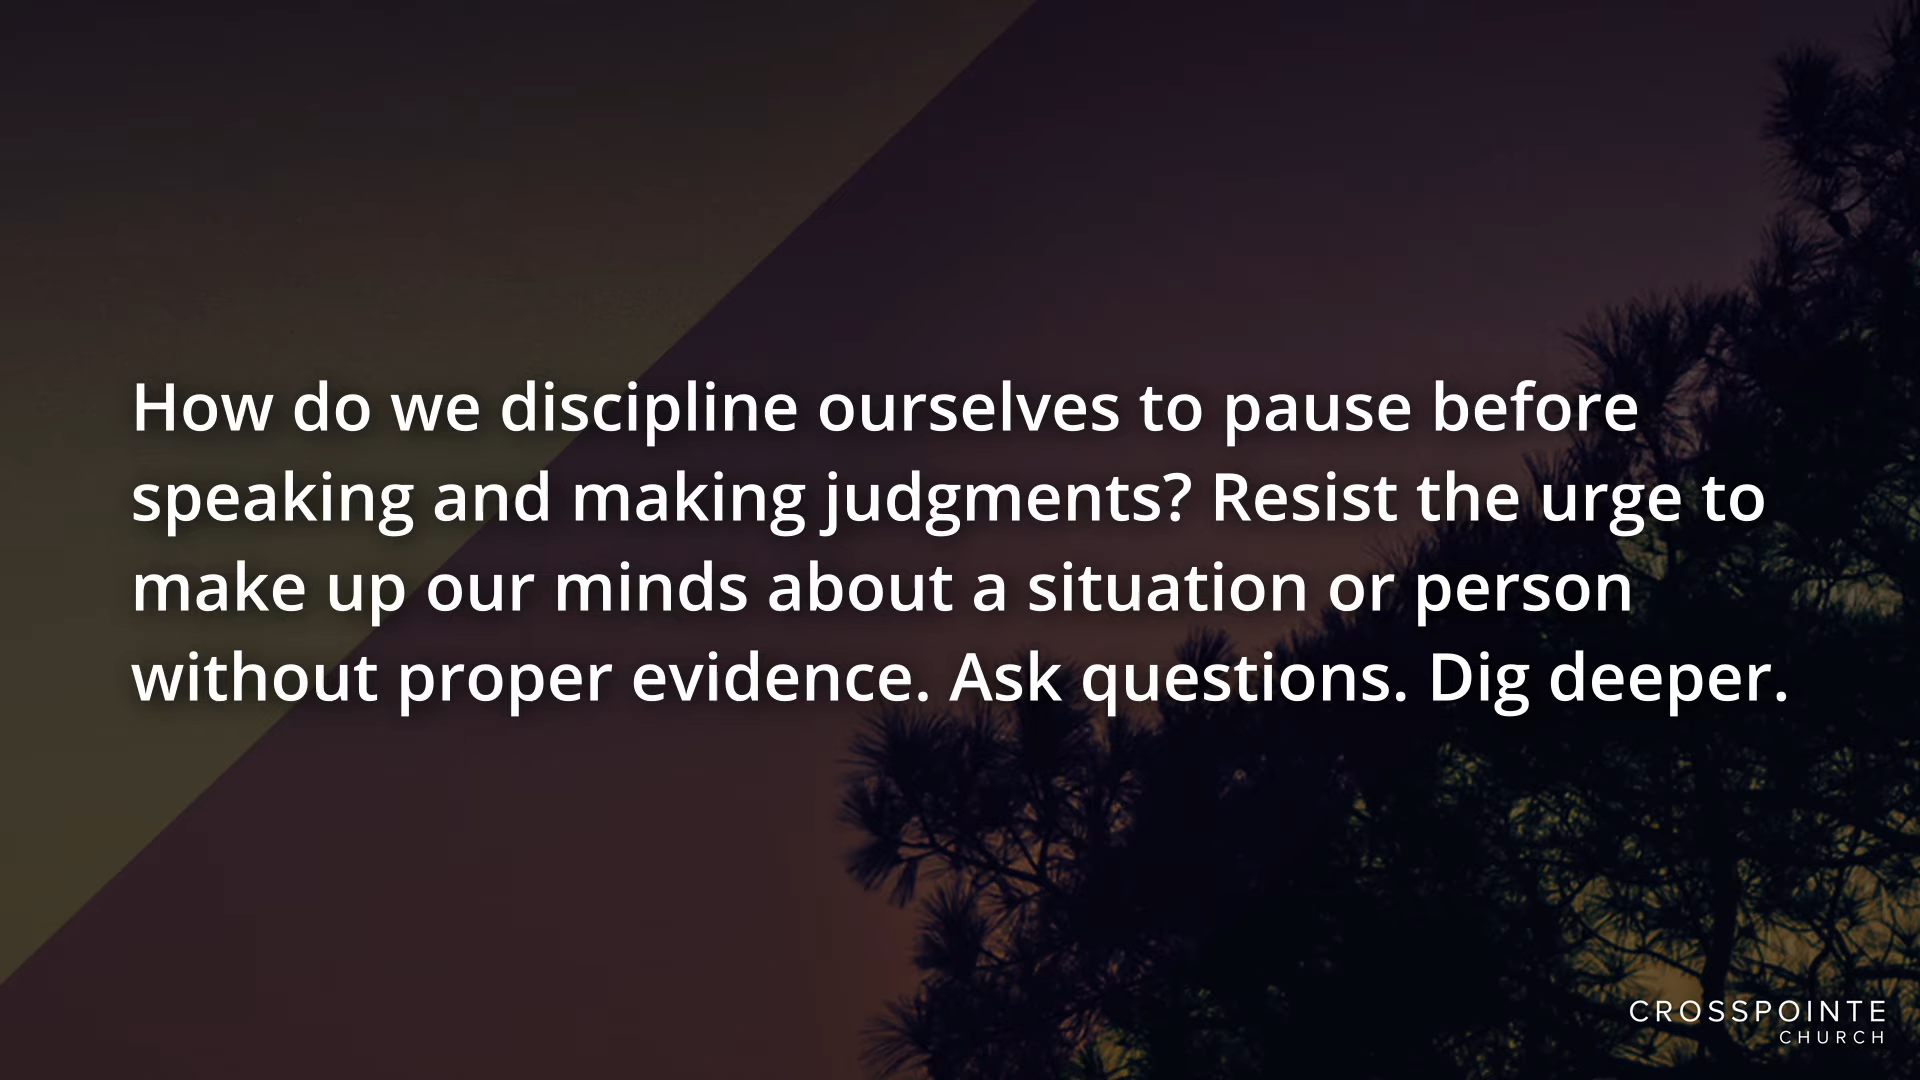 How do we discipline ourselves to pause before
speaking and making judgments? Resist the urge to
make up our minds about a situation or person
without proper evidence. Ask questions. Dig deeper.
CROSSPOINTE
CHURCH